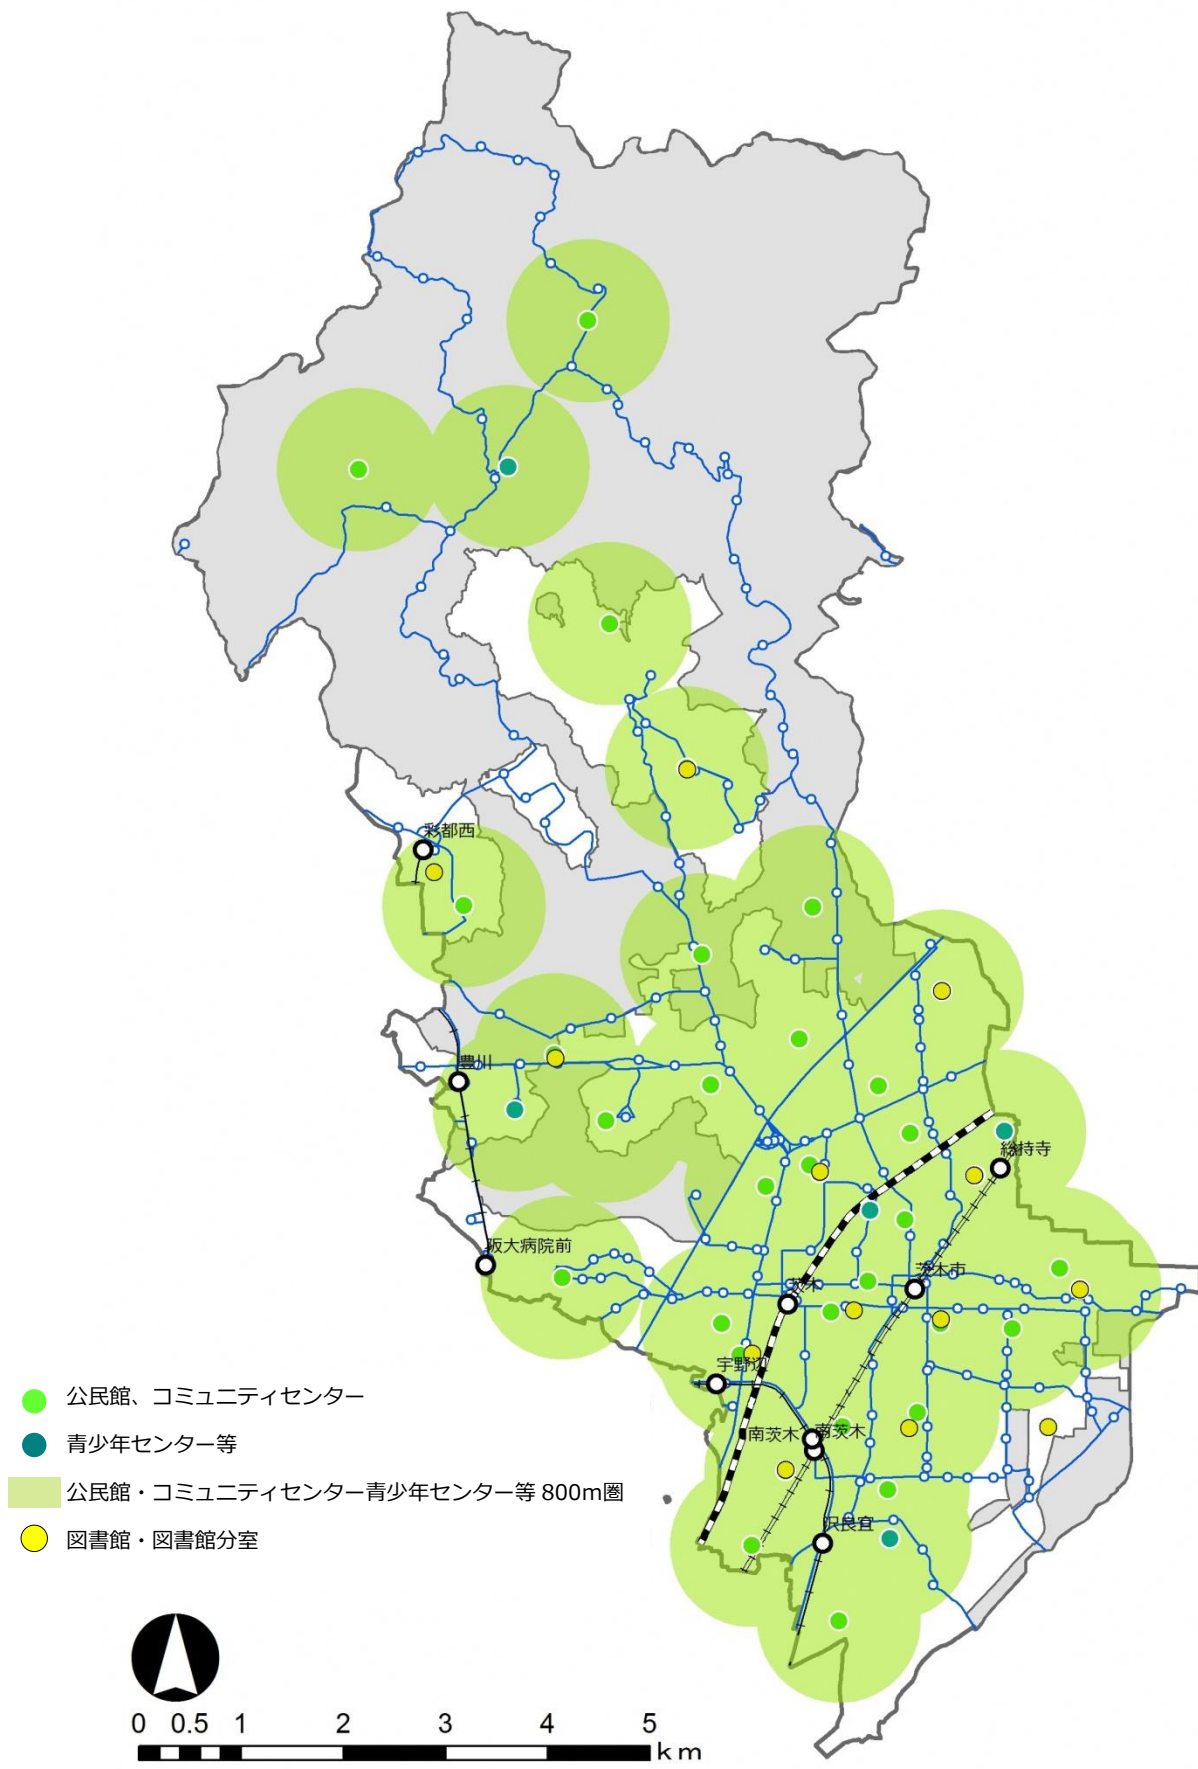 彩都西
豊川
総持寺
阪大病院前
茨木市
茨木
宇野辺
南茨木
南茨木
沢良宜
公民館、コミュニティセンター
青少年センター等
公民館・コミュニティセンター青少年センター等 800m圏
図書館・図書館分室
0 0.5 1 2 3 4 5
km